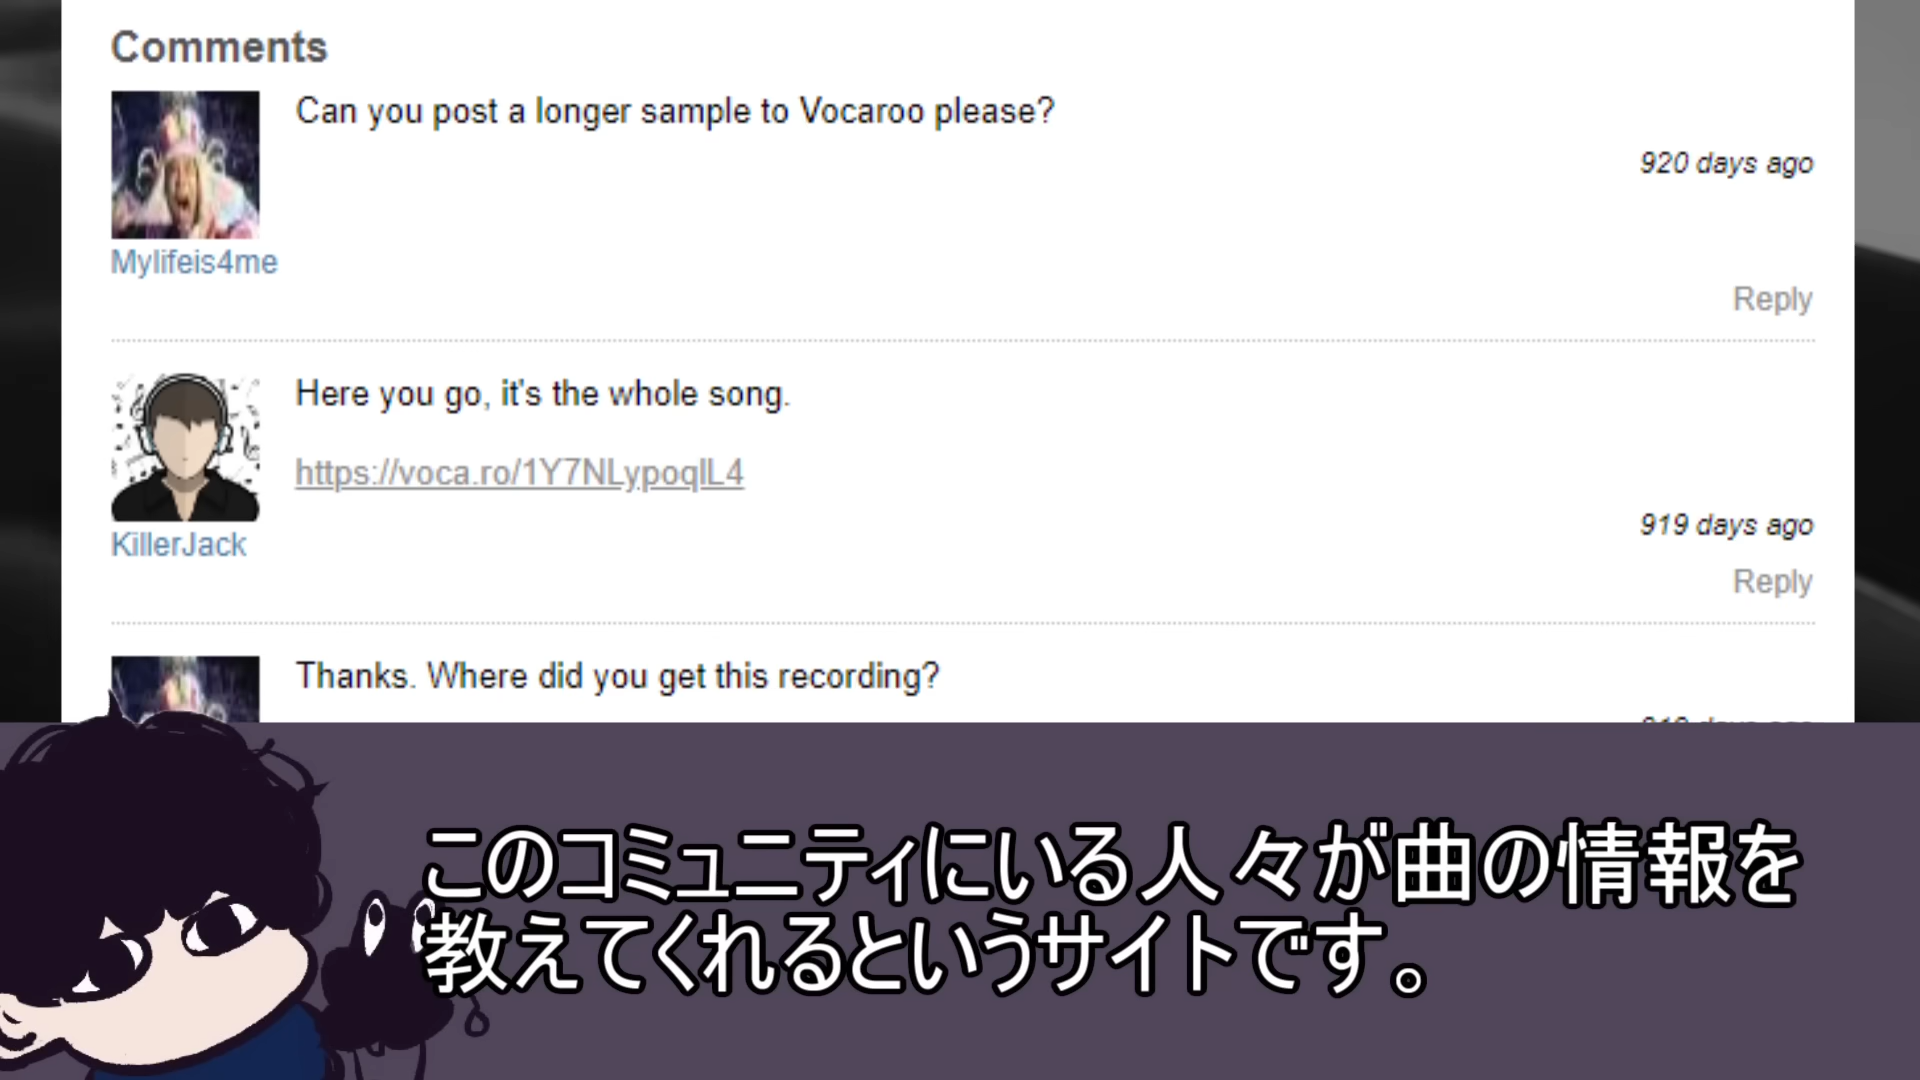 Comments
Can you post a longer sample to Vocaroo please?
920 days ago
Mylifeis4me
Reply
Here you go, it's the whole song.
https://voca.ro/1Y7NLypoqlL4
919 days ago
KillerJack
Reply
Thanks. Where did you get this recording?
このコミュニティにいる人々が曲の情報を
教えてくれるというサイトです。